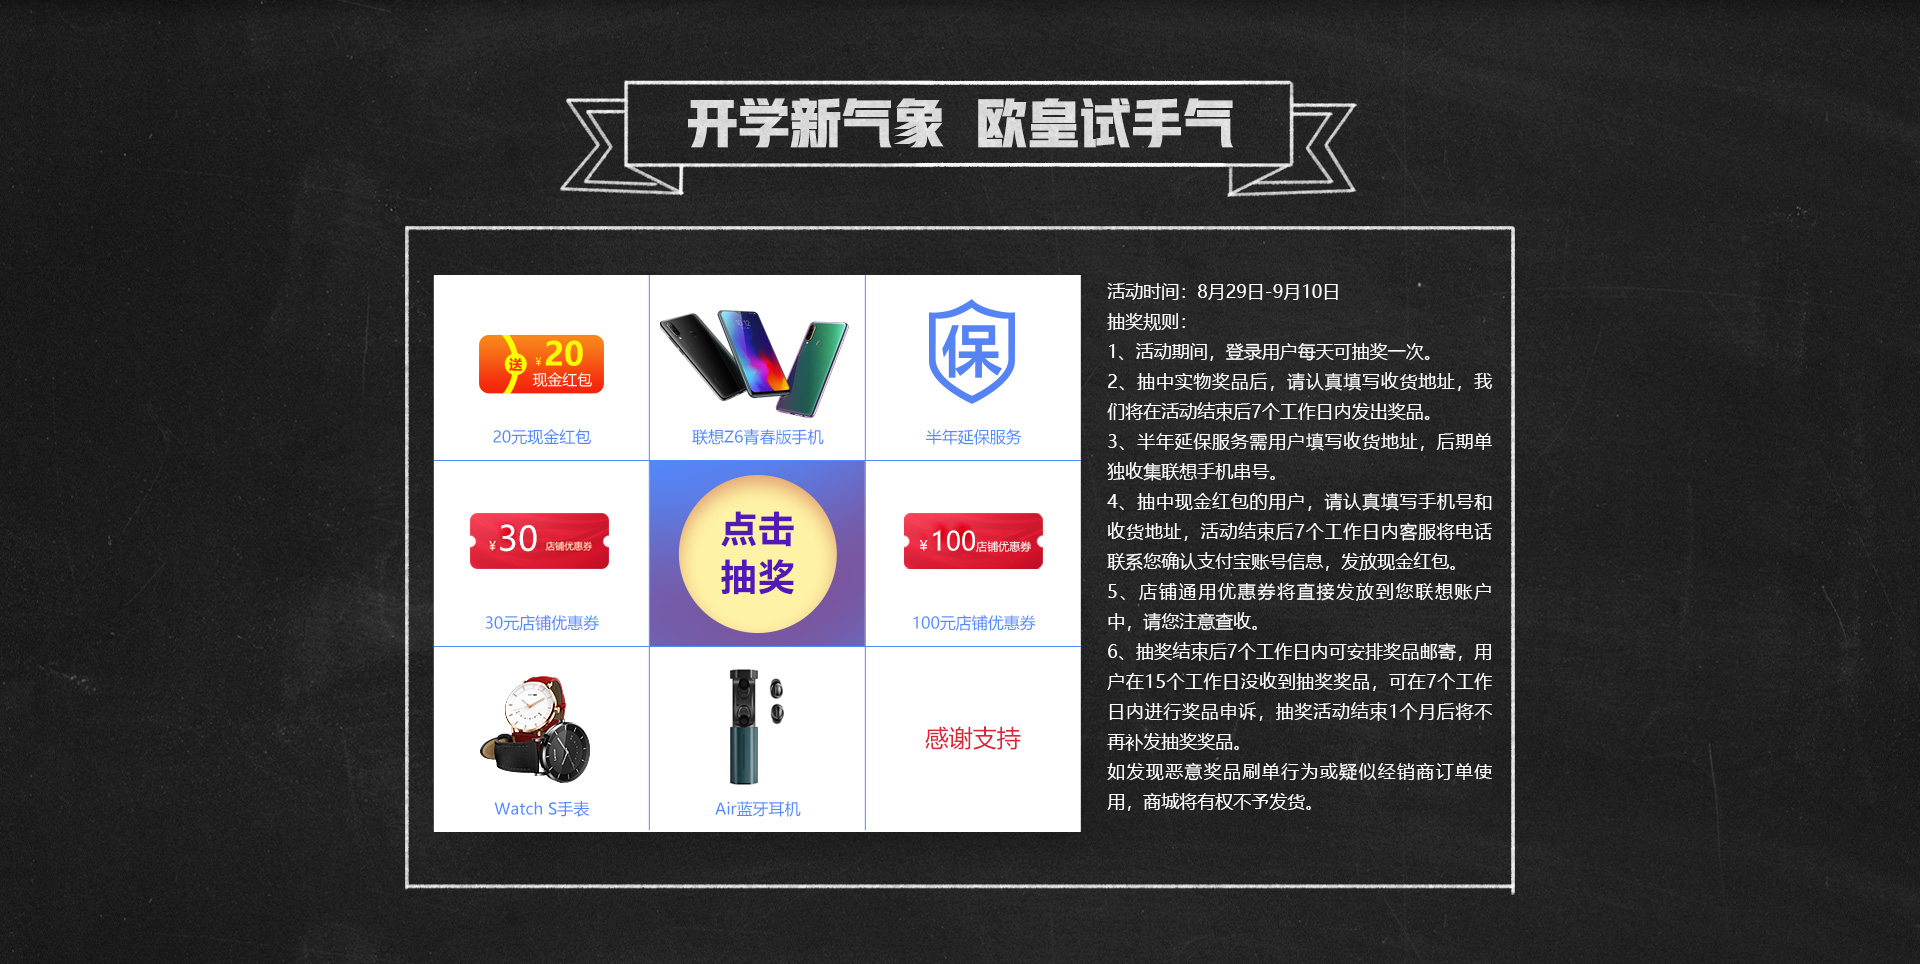 开学新气象 欧皇试手气
送
¥20
现金红包
20元现金红包
联想Z6青春版手机
保
半年延保服务
¥30 店铺优惠券
30元店铺优惠券
点击
抽奖
¥100店铺优惠券
100元店铺优惠券
Watch S手表
Air蓝牙耳机
感谢支持
活动时间：8月29日-9月10日
抽奖规则：
1、活动期间，登录用户每天可抽奖一次。
2、抽中实物奖品后，请认真填写收货地址，我
们将在活动结束后7个工作日内发出奖品。
3、半年延保服务需用户填写收货地址，后期单
独收集联想手机串号。
4、抽中现金红包的用户，请认真填写手机号和
收货地址，活动结束后7个工作日内客服将电话
联系您确认支付宝账号信息，发放现金红包。
5、店铺通用优惠券将直接发放到您联想账户
中，请您注意查收。
6、抽奖结束后7个工作日内可安排奖品邮寄，用
户在15个工作日没收到抽奖奖品，可在7个工作
日内进行奖品申诉，抽奖活动结束1个月后将不
再补发抽奖奖品。
如发现恶意奖品刷单行为或疑似经销商订单使
用，商城将有权不予发货。